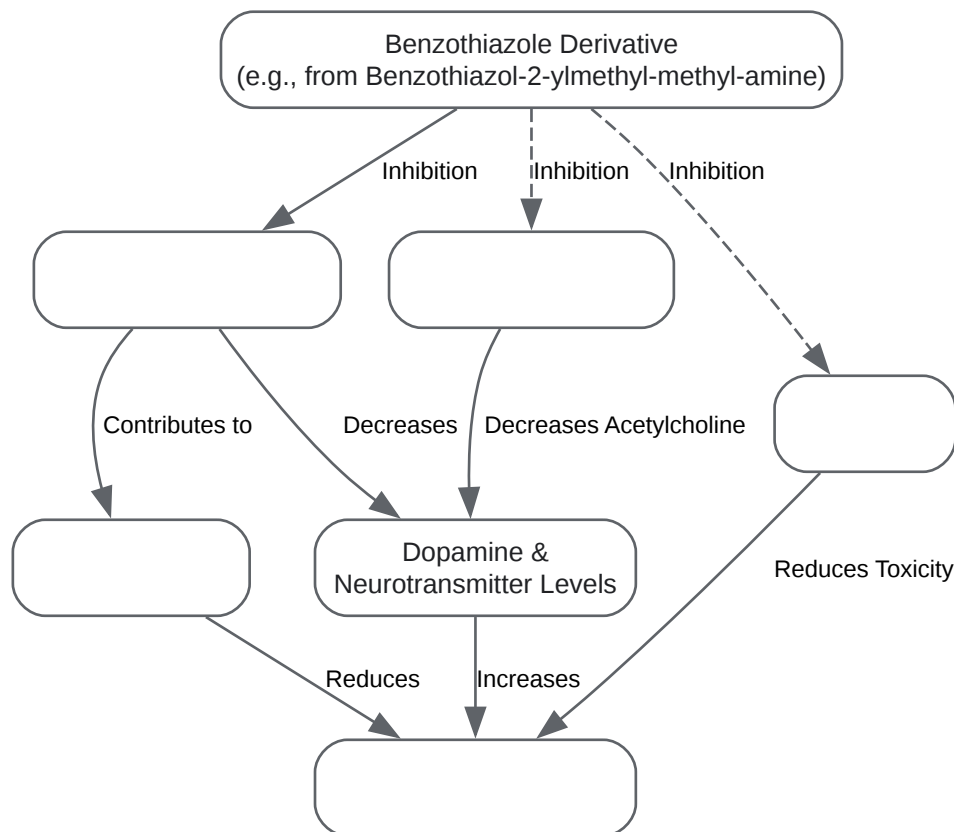 Benzothiazole Derivative
(e.g., from Benzothiazol-2-ylmethyl-methyl-amine)
Inhibition
Inhibition
Inhibition
Contributes to
Decreases
Decreases Acetylcholine
Dopamine &
Neurotransmitter Levels
Reduces Toxicity
Reduces
Increases